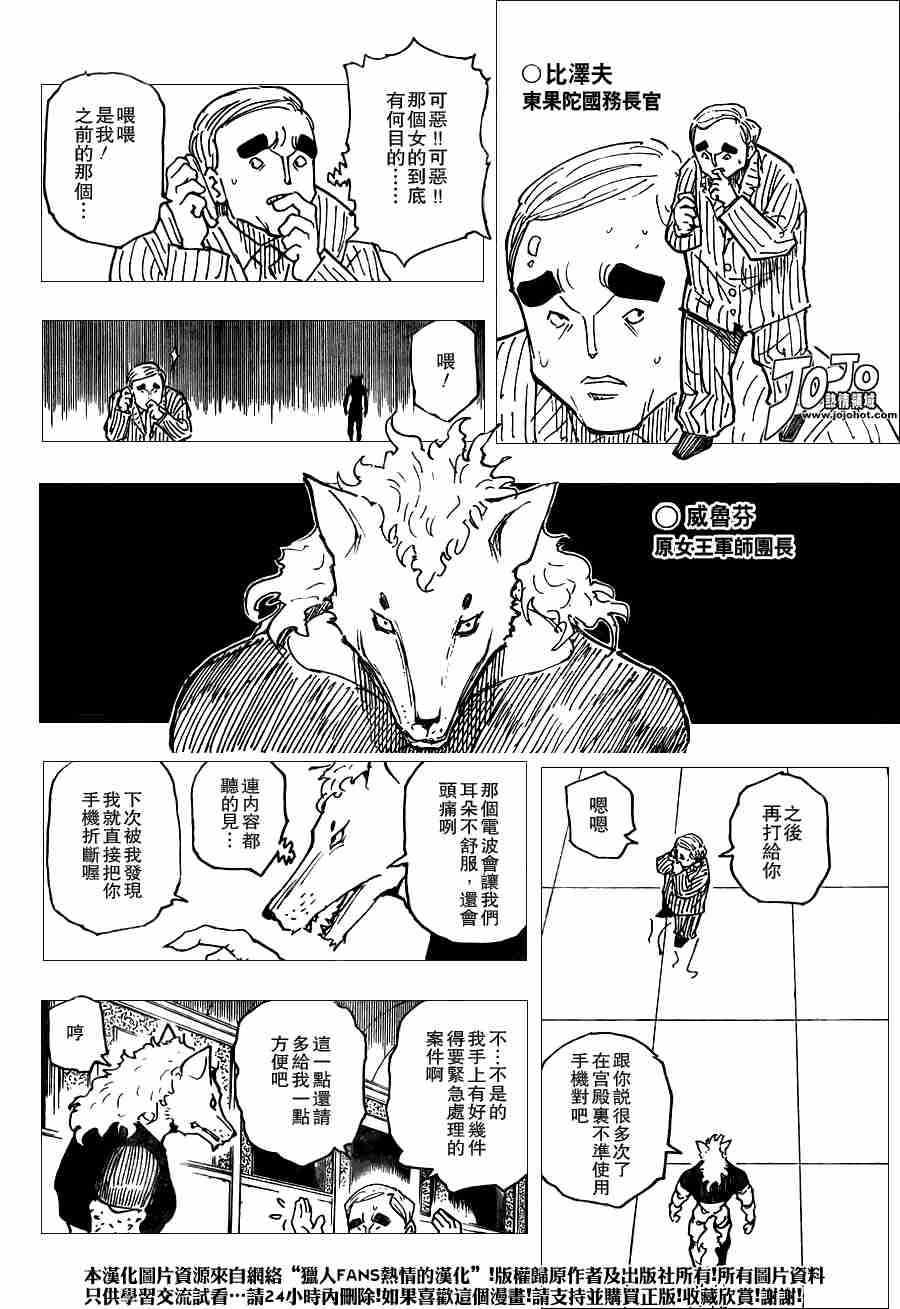 ○比澤夫
東果陀國務長官
可惡!!可惡!!
那個女的到底
有何目的……
喂喂
是我!
之前的那個…
喂!
JoJo
熱情領域
www.jojohot.com
○威魯芬
原女王軍師團長
之後
再打給
你
嗯嗯
跟你説很多次了
在宮殿裏不準使用
手機對吧
那個電波會讓我們
耳朵不舒服，還會
頭痛咧
連内容都
聽的見…
下次被我發現
我就直接把你
手機折斷喔
不…不是的
我手上有好幾件
得要緊急處理的
案件啊
這一點還請
多給我一點
方便吧
哼
本漢化圖片資源來自網絡“獵人FANS熱情的漢化”!版權歸原作者及出版社所有!所有圖片資料
只供學習交流試看…請24小時内刪除!如果喜歡這個漫畫!請支持並購買正版!收藏欣賞!謝謝!